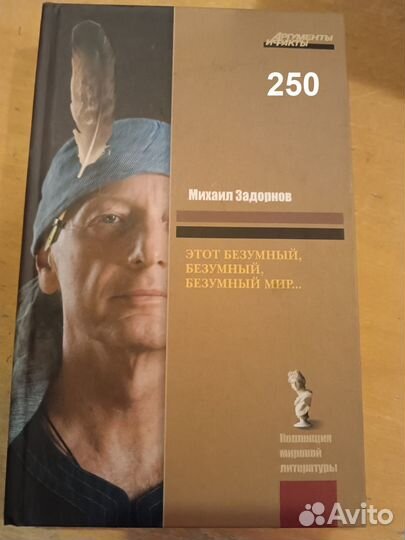 АРГУМЕНТЫ
И ФАКТЫ
250
Михаил Задорнов
ЭТОТ БЕЗУМНЫЙ,
БЕЗУМНЫЙ,
БЕЗУМНЫЙ МИР...
Коллекция
мировой
литературы
Avito